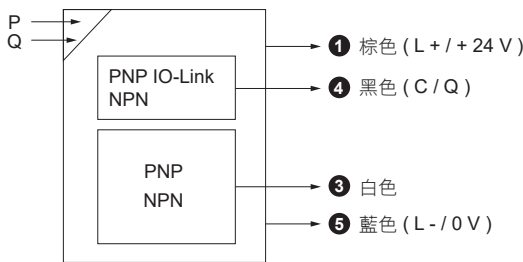 P
Q
PNP IO-Link
NPN
PNP
NPN
1 棕色 ( L + / + 24 V )
4 黑色 ( C / Q )
3 白色
5 藍色 ( L - / 0 V )